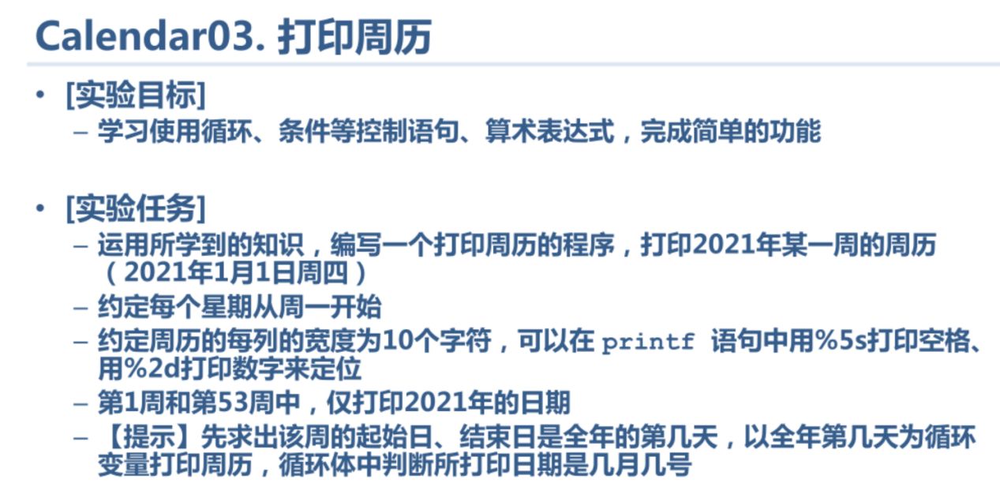 Calendar03. 打印周历
• [实验目标]
– 学习使用循环、条件等控制语句、算术表达式，完成简单的功能
• [实验任务]
– 运用所学到的知识，编写一个打印周历的程序，打印2021年某一周的周历
（2021年1月1日周四）
– 约定每个星期从周一开始
– 约定周历的每列的宽度为10个字符，可以在 printf 语句中用%5s打印空格、
用%2d打印数字来定位
– 第1周和第53周中，仅打印2021年的日期
– 【提示】先求出该周的起始日、结束日是全年的第几天，以全年第几天为循环
变量打印周历，循环体中判断所打印日期是几月几号